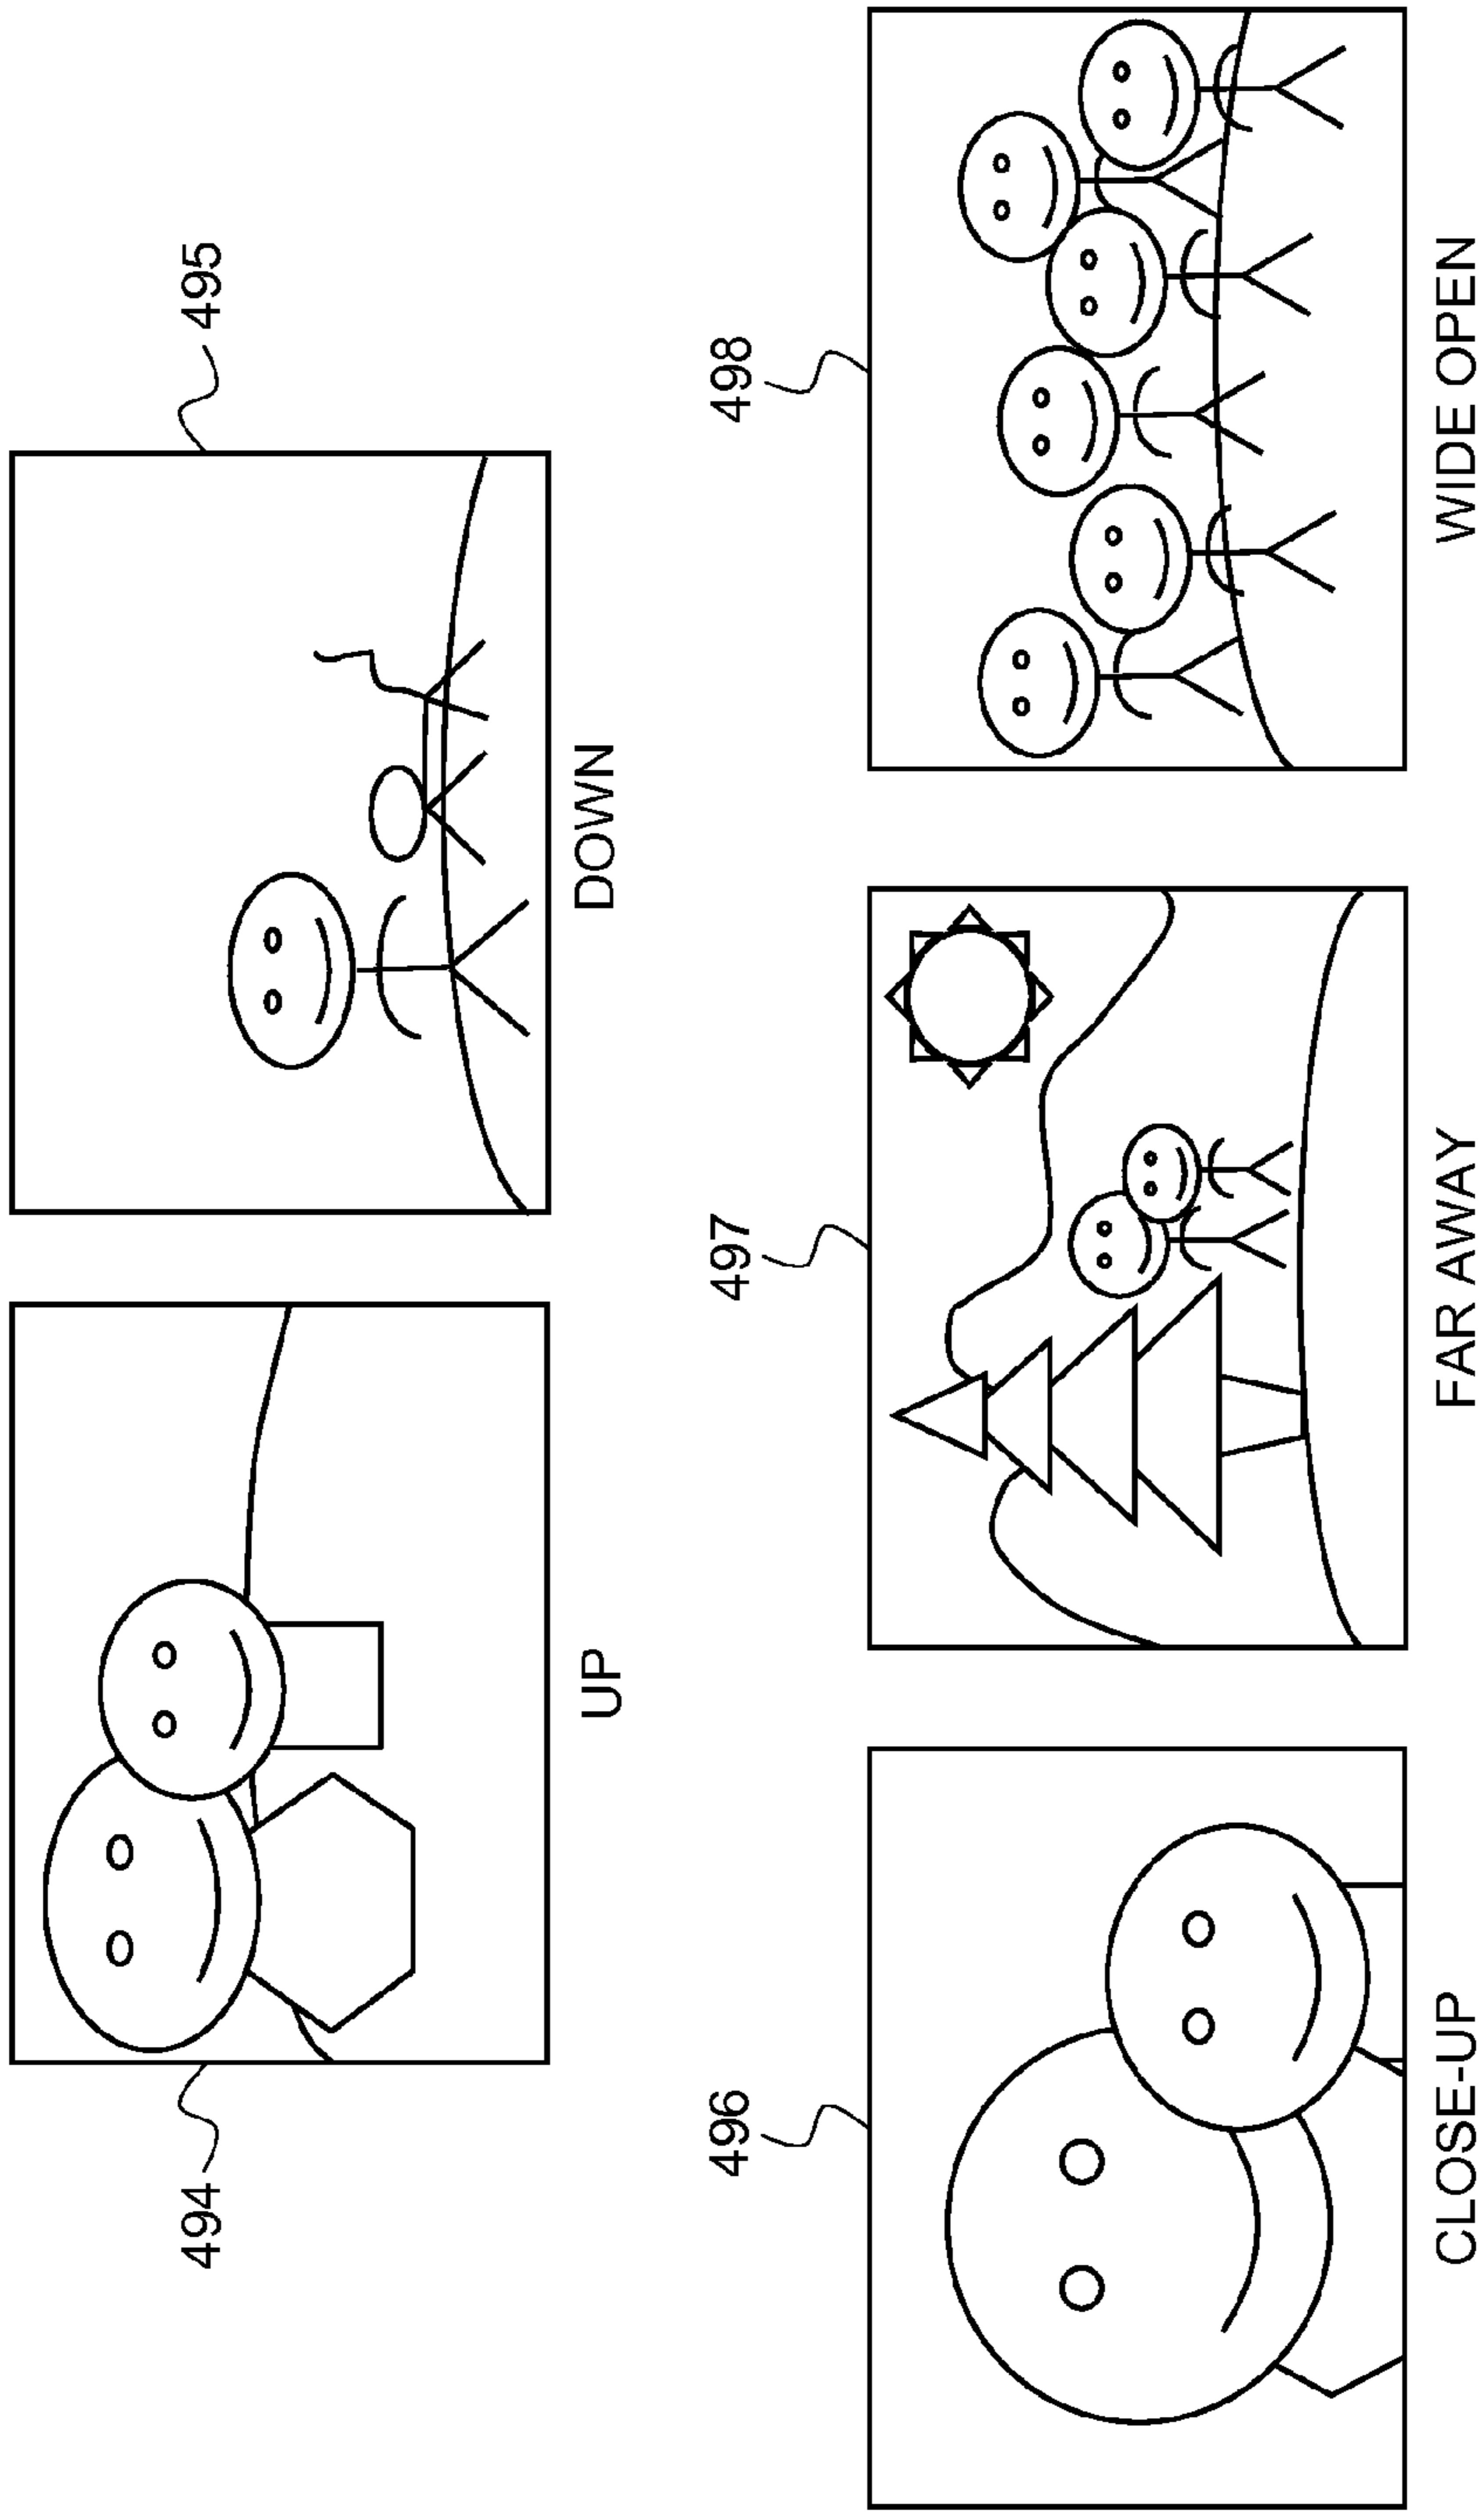 494
495
UP
DOWN
496
497
498
CLOSE-UP
FAR AWAY
WIDE OPEN